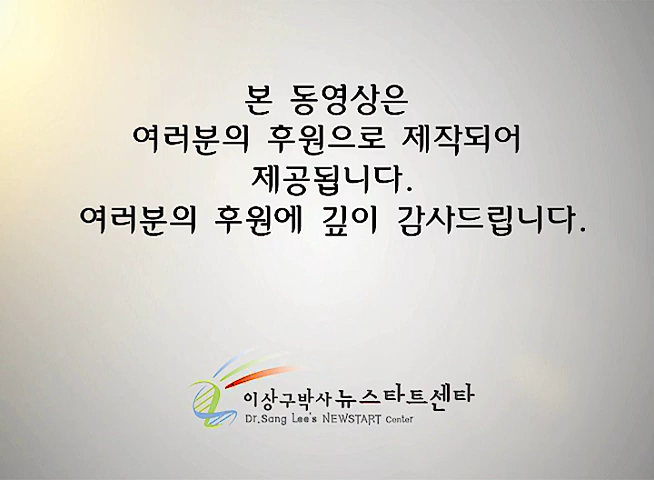 본 동영상은
여러분의 후원으로 제작되어
제공됩니다.
여러분의 후원에 깊이 감사드립니다.
이상구박사 뉴스타트센타
Dr.Sang Lee's NEWSTART Center